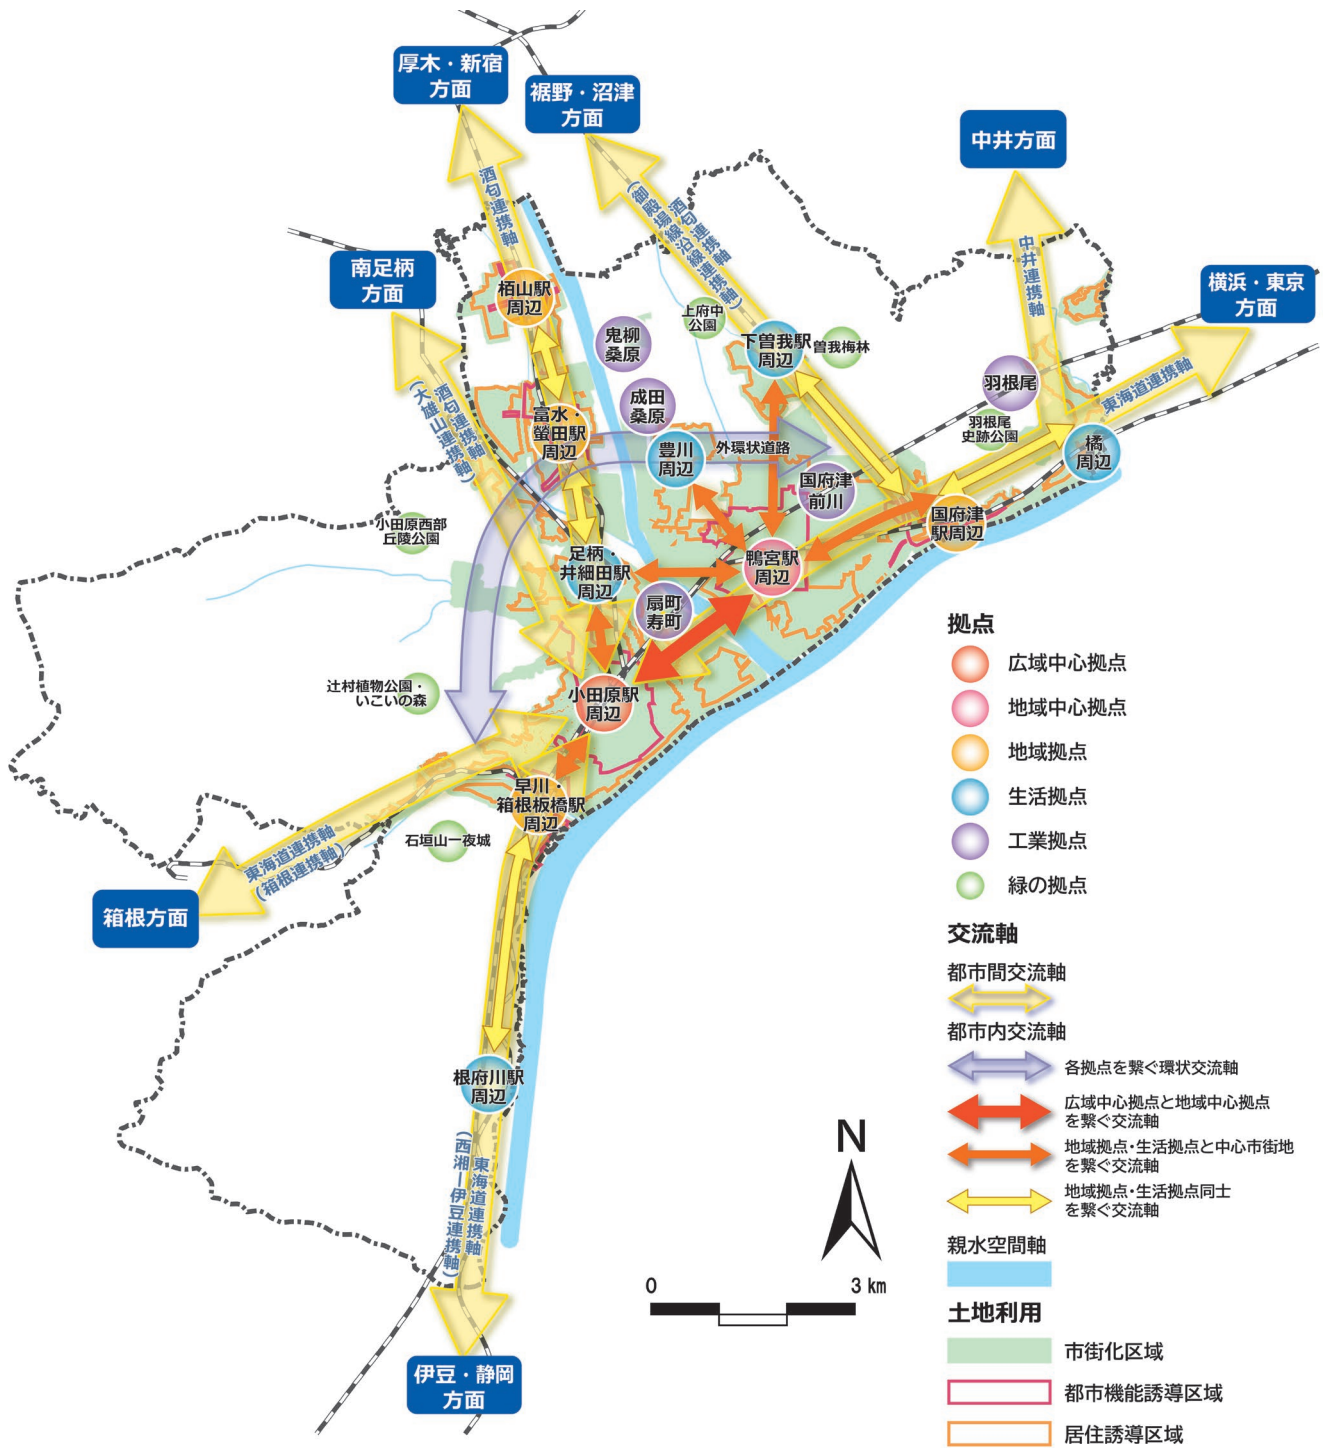 厚木・新宿
方面
裾野・沼津
方面
中井方面
南足柄
方面
横浜・東京
方面
酒匂連携軸
酒匂連携軸
(御殿場線沿線連携軸)
中井連携軸
東海道連携軸
酒匂連携軸
(大雄山連携軸)
栢山駅
周辺
鬼柳
桑原
上府中
公園
下曽我駅
周辺
曽我梅林
羽根尾
羽根尾
史跡公園
成田
桑原
富水・
螢田駅
周辺
豊川
周辺
外環状道路
国府津
前川
橘
周辺
国府津
駅周辺
小田原西部
丘陵公園
足柄・
井細田駅
周辺
鴨宮駅
周辺
扇町
寿町
辻村植物公園・
いこいの森
小田原駅
周辺
早川・
箱根板橋駅
周辺
石垣山一夜城
東海道連携軸
(箱根連携軸)
箱根方面
根府川駅
周辺
東海道連携軸
(西湘ー伊豆連携軸)
伊豆・静岡
方面
N
0 3 km
拠点
広域中心拠点
地域中心拠点
地域拠点
生活拠点
工業拠点
緑の拠点
交流軸
都市間交流軸
都市内交流軸
各拠点を繋ぐ環状交流軸
広域中心拠点と地域中心拠点
を繋ぐ交流軸
地域拠点・生活拠点と中心市街地
を繋ぐ交流軸
地域拠点・生活拠点同士
を繋ぐ交流軸
親水空間軸
土地利用
市街化区域
都市機能誘導区域
居住誘導区域